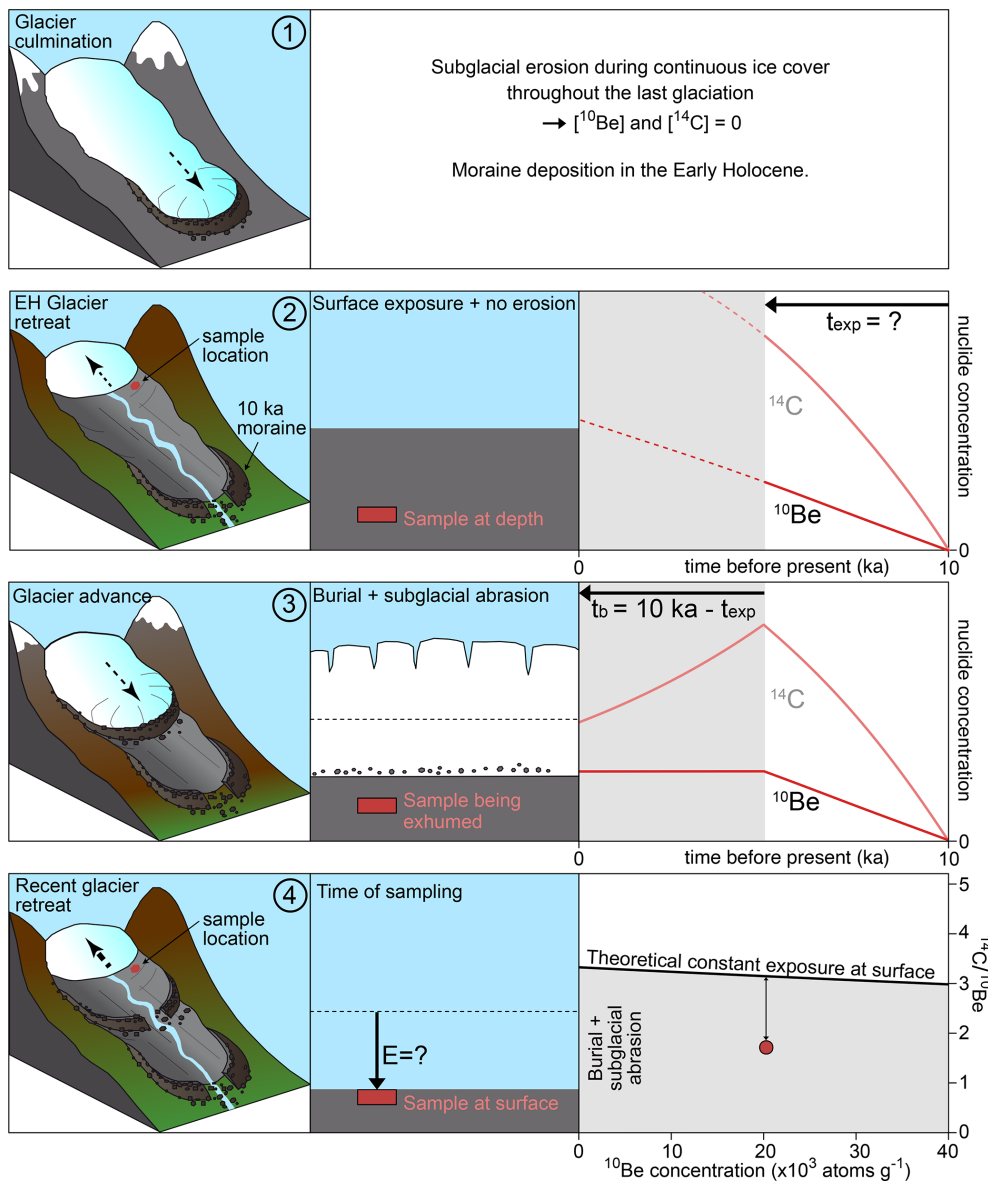 Glacier
culmination
1
Subglacial erosion during continuous ice cover
throughout the last glaciation
→ [¹⁰Be] and [¹⁴C] = 0
Moraine deposition in the Early Holocene.
EH Glacier
retreat
2
sample
location
10 ka
moraine
Surface exposure + no erosion
Sample at depth
t_exp = ?
¹⁴C
¹⁰Be
nuclide concentration
0
0
time before present (ka)
10
Glacier advance
3
Burial + subglacial abrasion
Sample being
exhumed
t_b = 10 ka - t_exp
¹⁴C
¹⁰Be
nuclide concentration
0
0
time before present (ka)
10
Recent glacier
retreat
4
sample
location
Time of sampling
E=?
Sample at surface
Theoretical constant exposure at surface
Burial +
subglacial
abrasion
5
4
3
2
1
0
¹⁴C/¹⁰Be
0
10
20
30
40
¹⁰Be concentration (x10³ atoms g⁻¹)